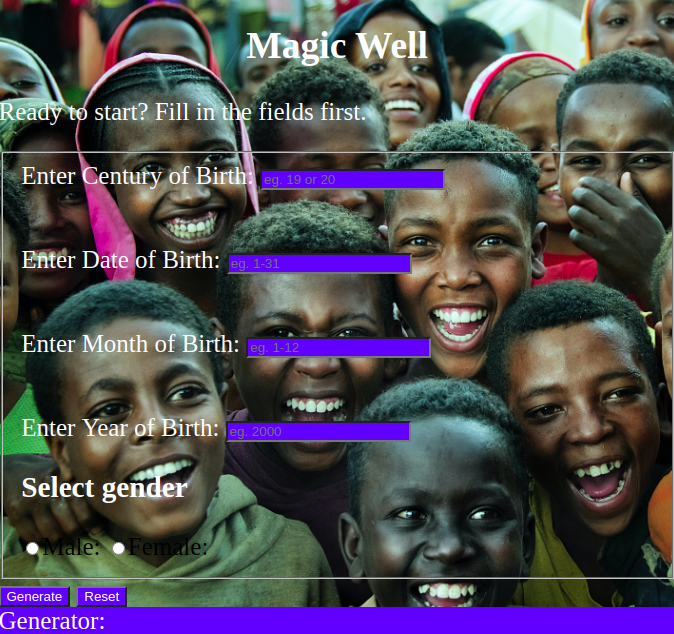 Magic Well
Ready to start? Fill in the fields first.
Enter Century of Birth: eg. 19 or 20
Enter Date of Birth: eg. 1-31
Enter Month of Birth: eg. 1-12
Enter Year of Birth: eg. 2000
Select gender
Male: Female:
Generate Reset
Generator: